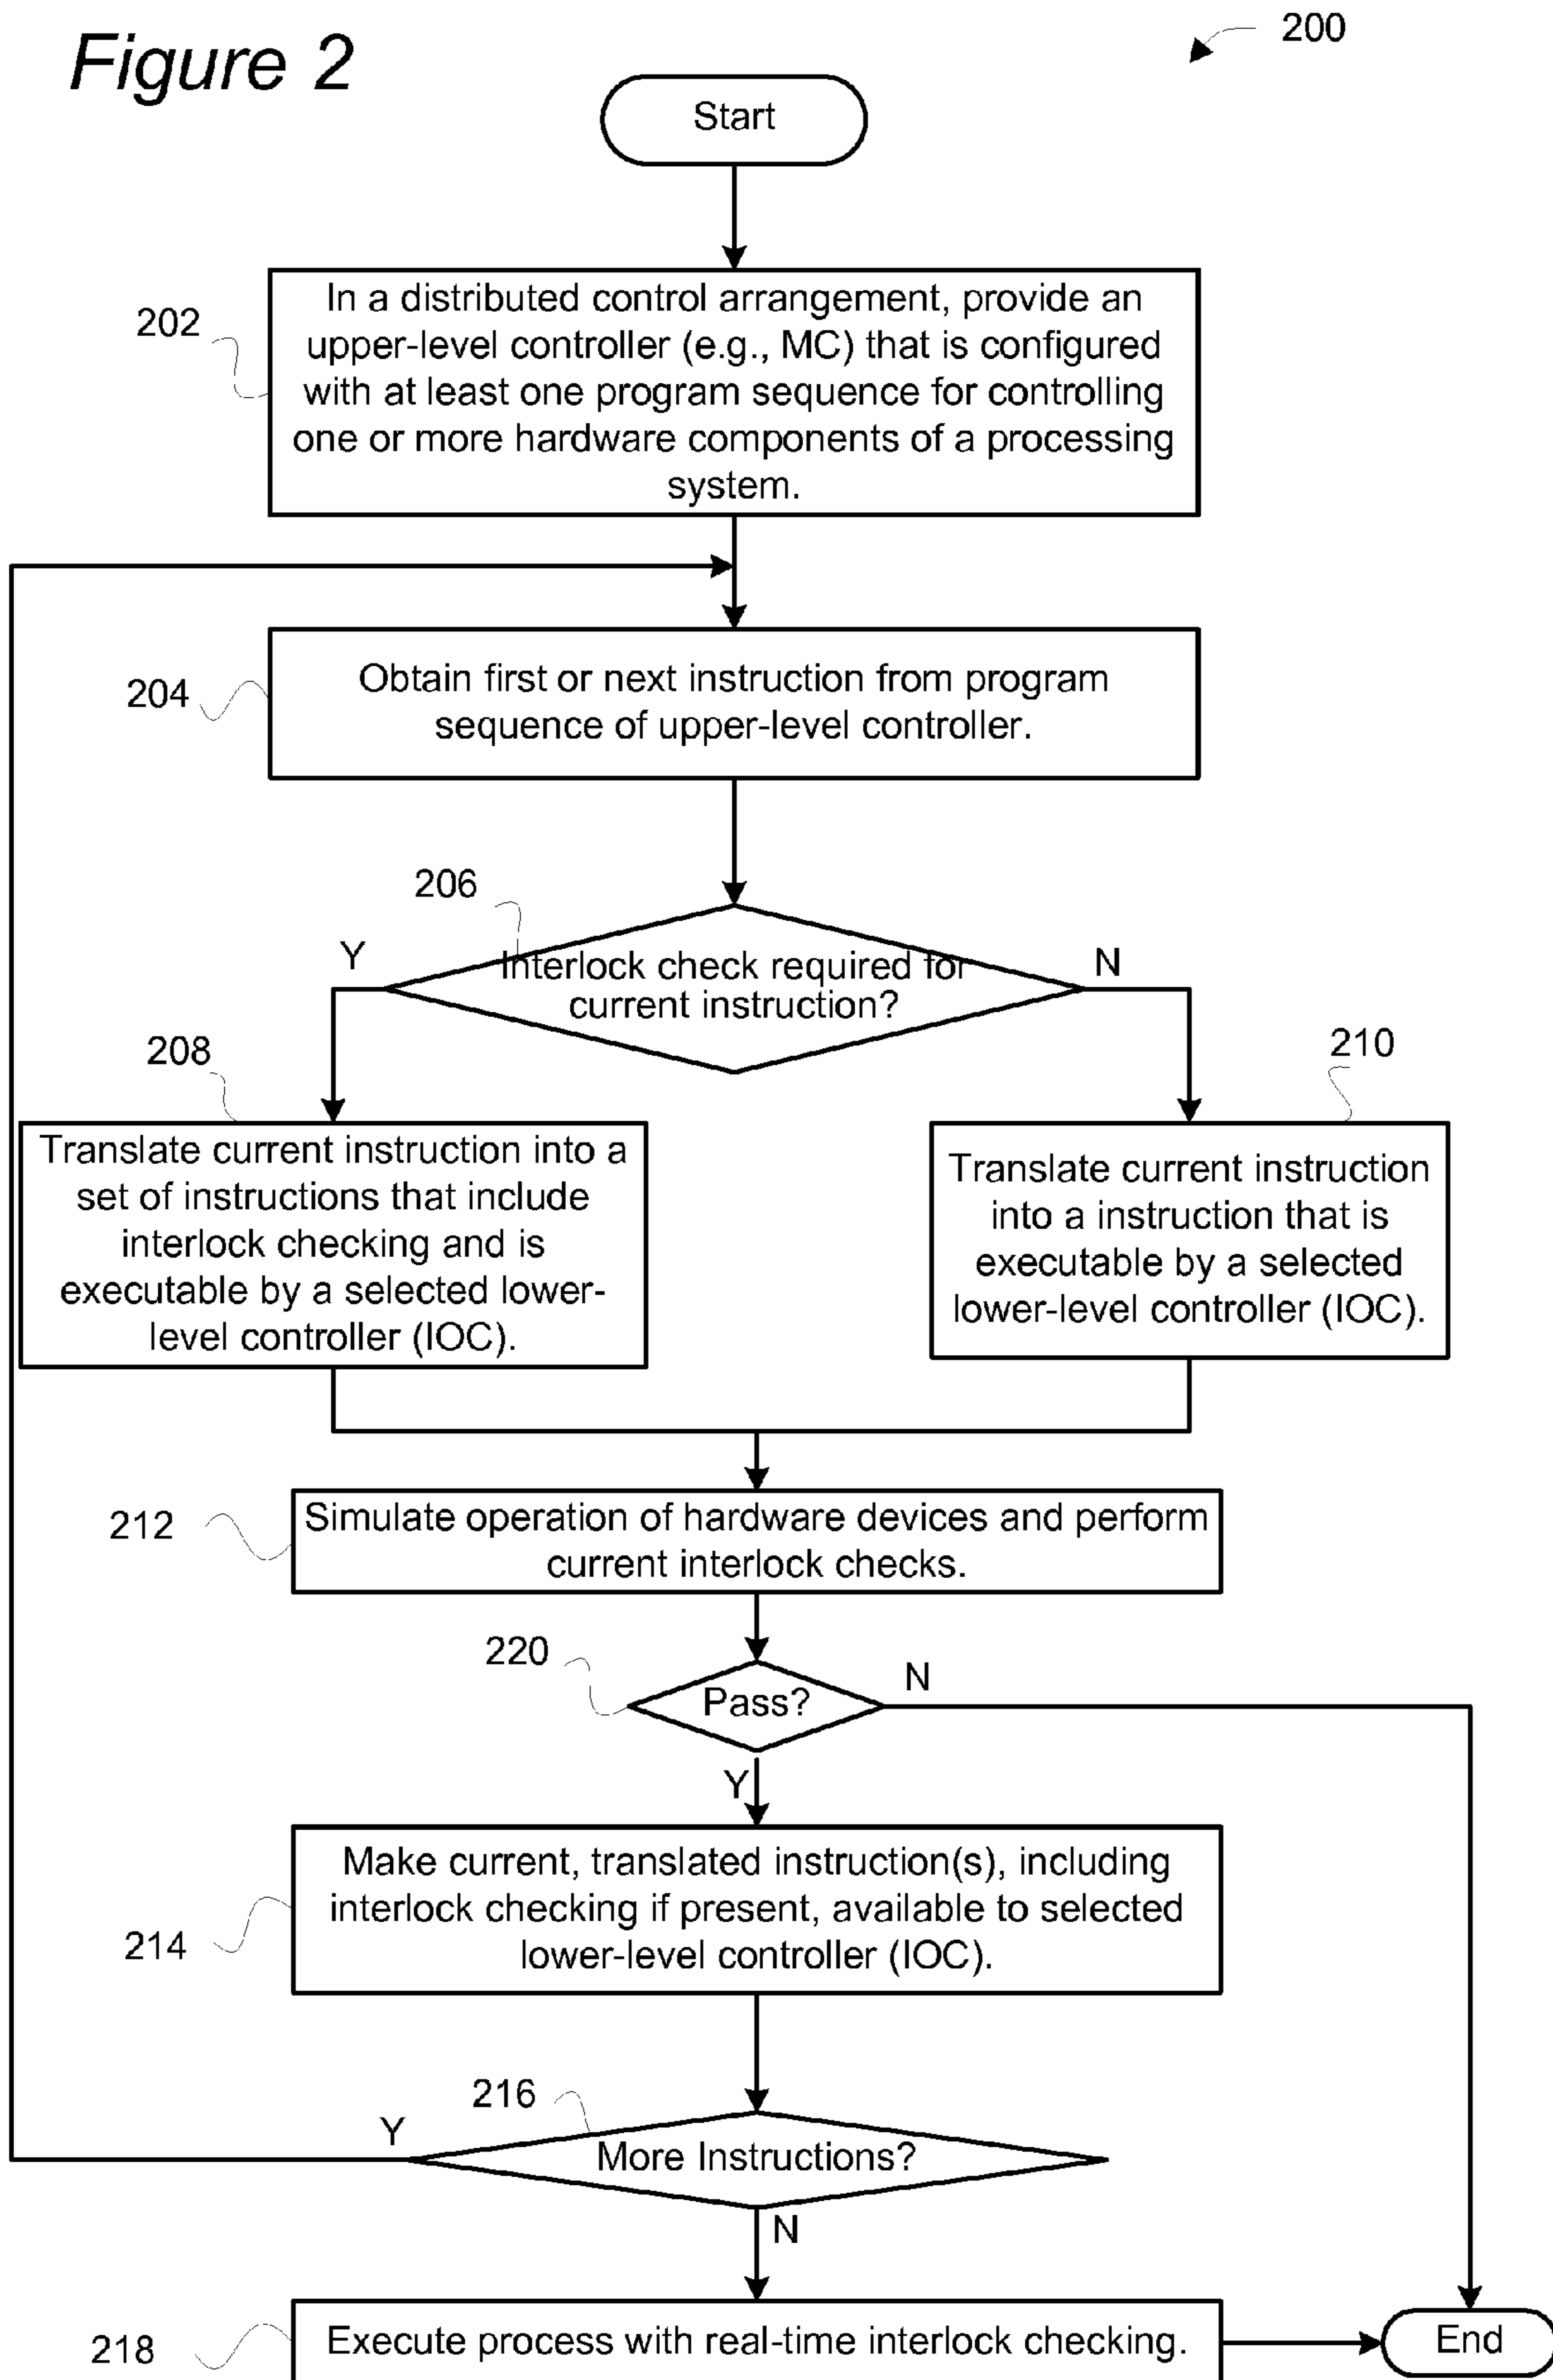 Figure 2
200
Start
202
In a distributed control arrangement, provide an
upper-level controller (e.g., MC) that is configured
with at least one program sequence for controlling
one or more hardware components of a processing
system.
204
Obtain first or next instruction from program
sequence of upper-level controller.
206
Y
Interlock check required for
current instruction?
N
208
Translate current instruction into a
set of instructions that include
interlock checking and is
executable by a selected lower-
level controller (IOC).
210
Translate current instruction
into a instruction that is
executable by a selected
lower-level controller (IOC).
212
Simulate operation of hardware devices and perform
current interlock checks.
220
Pass?
N
Y
214
Make current, translated instruction(s), including
interlock checking if present, available to selected
lower-level controller (IOC).
216
Y
More Instructions?
N
218
Execute process with real-time interlock checking.
End